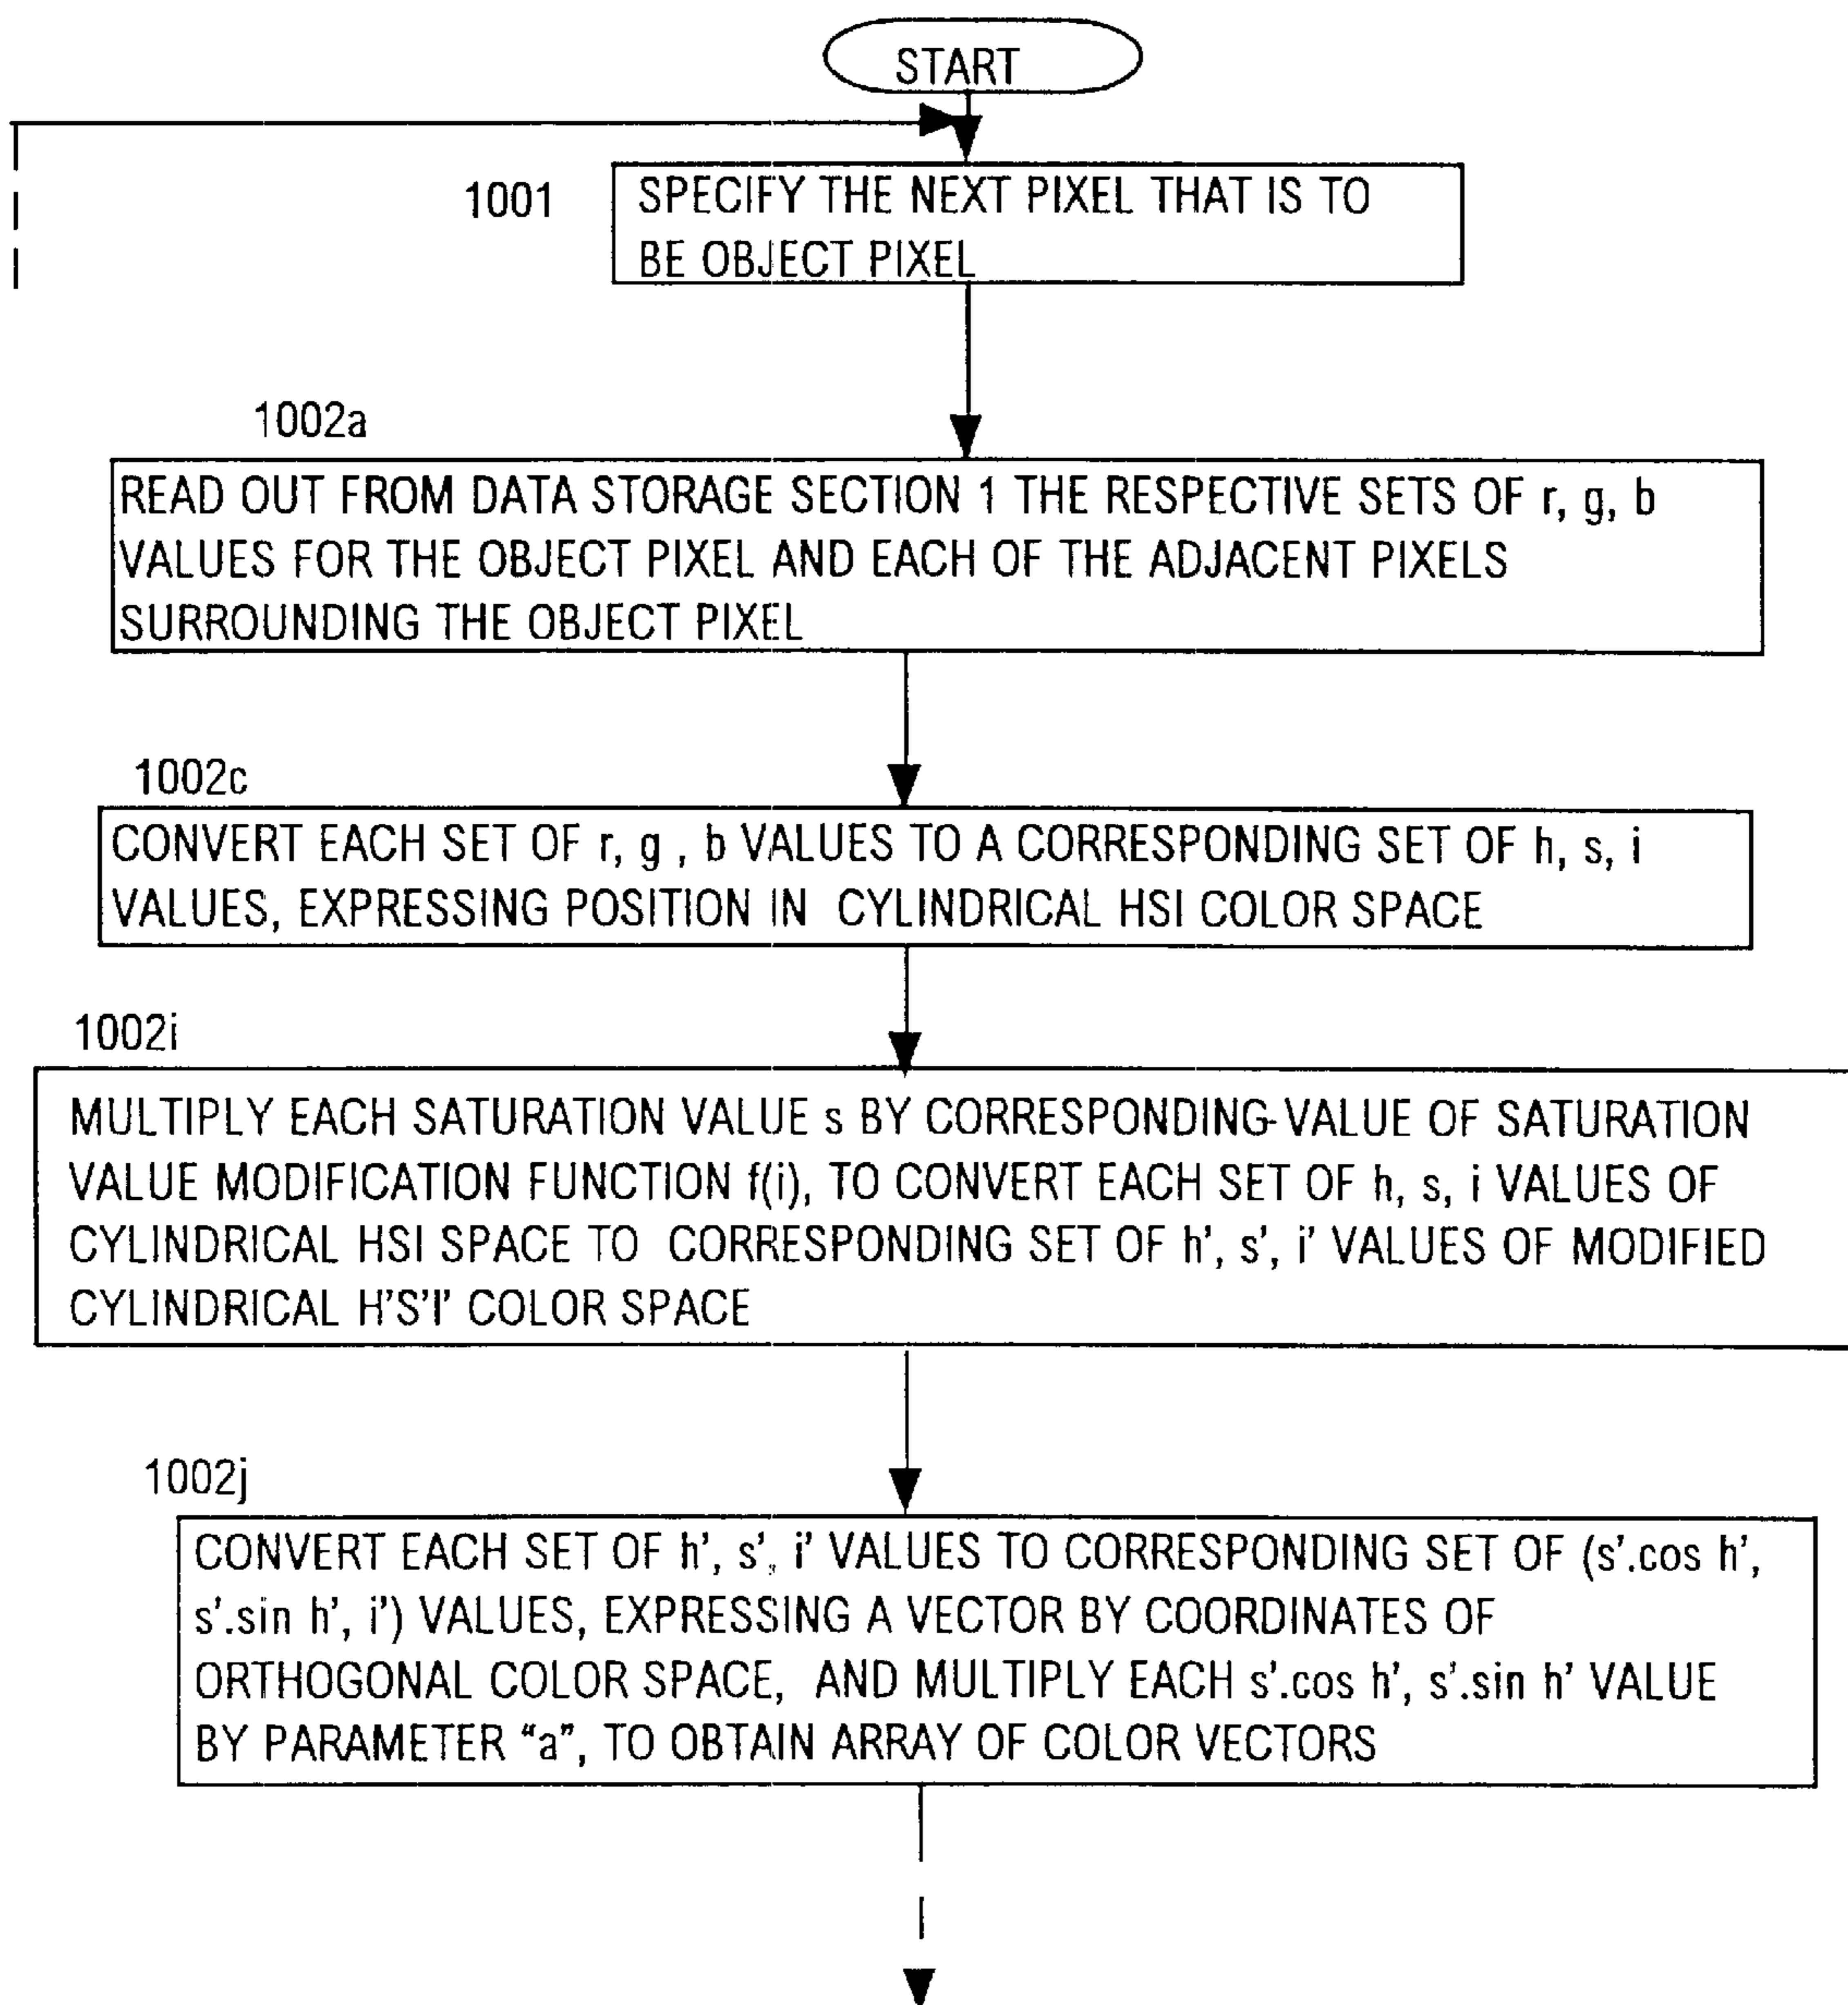 START
1001
SPECIFY THE NEXT PIXEL THAT IS TO
BE OBJECT PIXEL
1002a
READ OUT FROM DATA STORAGE SECTION 1 THE RESPECTIVE SETS OF r, g, b
VALUES FOR THE OBJECT PIXEL AND EACH OF THE ADJACENT PIXELS
SURROUNDING THE OBJECT PIXEL
1002c
CONVERT EACH SET OF r, g , b VALUES TO A CORRESPONDING SET OF h, s, i
VALUES, EXPRESSING POSITION IN CYLINDRICAL HSI COLOR SPACE
1002i
MULTIPLY EACH SATURATION VALUE s BY CORRESPONDING-VALUE OF SATURATION
VALUE MODIFICATION FUNCTION f(i), TO CONVERT EACH SET OF h, s, i VALUES OF
CYLINDRICAL HSI SPACE TO CORRESPONDING SET OF h', s', i' VALUES OF MODIFIED
CYLINDRICAL H'S'I' COLOR SPACE
1002j
CONVERT EACH SET OF h', s', i' VALUES TO CORRESPONDING SET OF (s'.cos h',
s'.sin h', i') VALUES, EXPRESSING A VECTOR BY COORDINATES OF
ORTHOGONAL COLOR SPACE, AND MULTIPLY EACH s'.cos h', s'.sin h' VALUE
BY PARAMETER “a”, TO OBTAIN ARRAY OF COLOR VECTORS